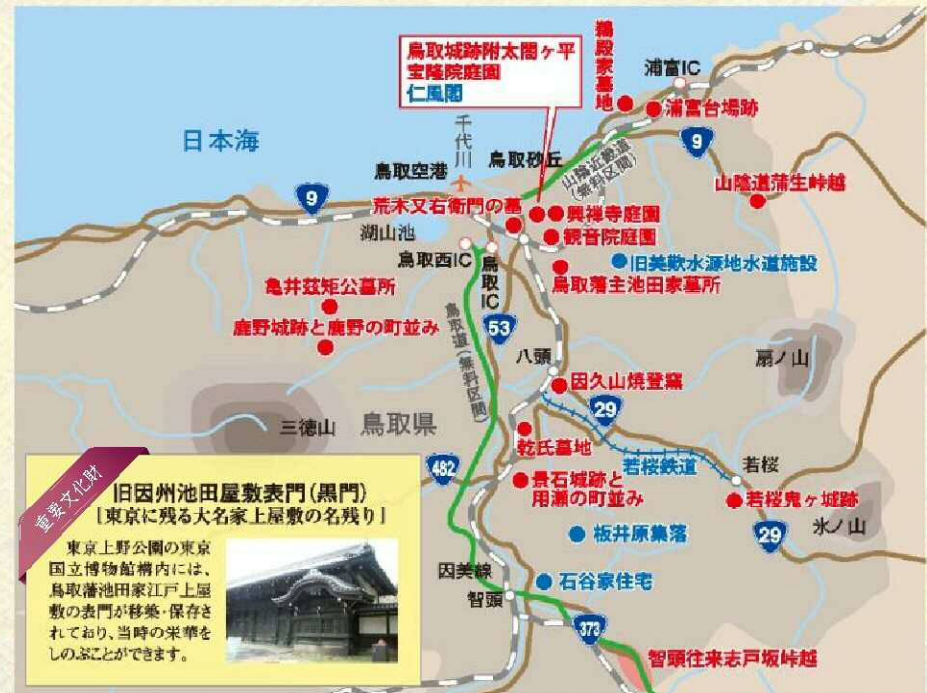 鳥取城跡附太閤ヶ平
宝隆院庭園
仁風閣
鵜殿家墓地
浦富IC
浦富台場跡
日本海
千代川
鳥取砂丘
鳥取空港
山陰近畿道
(無料区間)
9
9
山陰道蒲生峠越
荒木又右衛門の墓
興禅寺庭園
観音院庭園
湖山池
鳥取西IC
鳥取IC
旧美歎水源地水道施設
鳥取藩主池田家墓所
亀井茲矩公墓所
鹿野城跡と鹿野の町並み
鳥取道(無料区間)
53
八頭
扇ノ山
因久山焼登窯
29
三徳山
鳥取県
乾氏墓地
若桜鉄道
若桜
482
景石城跡と
用瀬の町並み
若桜鬼ヶ城跡
氷ノ山
29
板井原集落
因美線
智頭
石谷家住宅
373
智頭往来志戸坂峠越
重要文化財
旧因州池田屋敷表門(黒門)
[東京に残る大名家上屋敷の名残り]
東京上野公園の東京
国立博物館構内には、
鳥取藩池田家江戸上屋
敷の表門が移築・保存さ
れており、当時の栄華を
しのぶことができます。